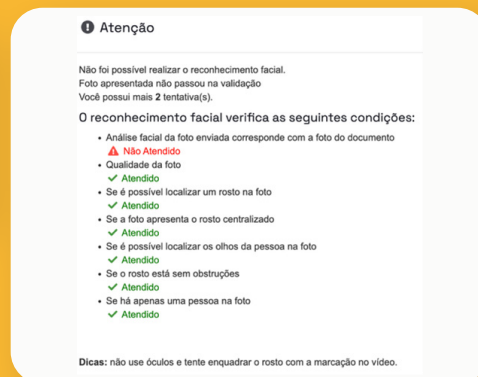 Atenção
Não foi possível realizar o reconhecimento facial.
Foto apresentada não passou na validação
Você possui mais 2 tentativa(s).
O reconhecimento facial verifica as seguintes condições:
• Análise facial da foto enviada corresponde com a foto do documento
Não Atendido
• Qualidade da foto
Atendido
• Se é possível localizar um rosto na foto
Atendido
• Se a foto apresenta o rosto centralizado
Atendido
• Se é possível localizar os olhos da pessoa na foto
Atendido
• Se o rosto está sem obstruções
Atendido
• Se há apenas uma pessoa na foto
Atendido
Dicas: não use óculos e tente enquadrar o rosto com a marcação no vídeo.